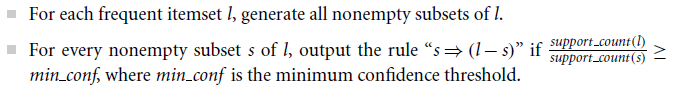 ■ For each frequent itemset l, generate all nonempty subsets of l.
■ For every nonempty subset s of l, output the rule “s ⇒ (l – s)” if support_count(l) / support_count(s) ≥
min_conf, where min_conf is the minimum confidence threshold.